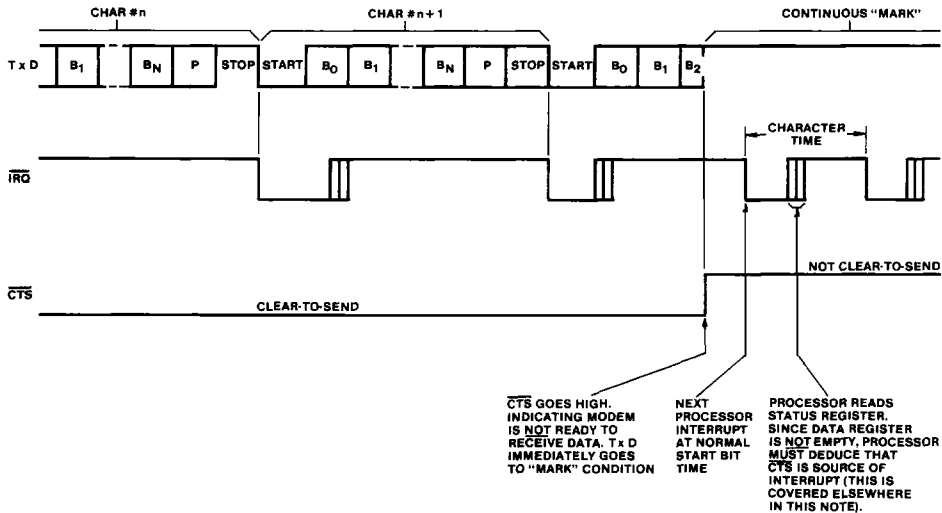 CHAR #n
CHAR #n + 1
CONTINUOUS “MARK”
T x D
B1
BN
P
STOP
START
B0
B1
BN
P
STOP
START
B0
B1
B2
CHARACTER
TIME
IRQ
NOT CLEAR-TO-SEND
CTS
CLEAR-TO-SEND
CTS GOES HIGH.
INDICATING MODEM
IS NOT READY TO
RECEIVE DATA. T x D
IMMEDIATELY GOES
TO “MARK” CONDITION
NEXT
PROCESSOR
INTERRUPT
AT NORMAL
START BIT
TIME
PROCESSOR READS
STATUS REGISTER.
SINCE DATA REGISTER
IS NOT EMPTY, PROCESSOR
MUST DEDUCE THAT
CTS IS SOURCE OF
INTERRUPT (THIS IS
COVERED ELSEWHERE
IN THIS NOTE).